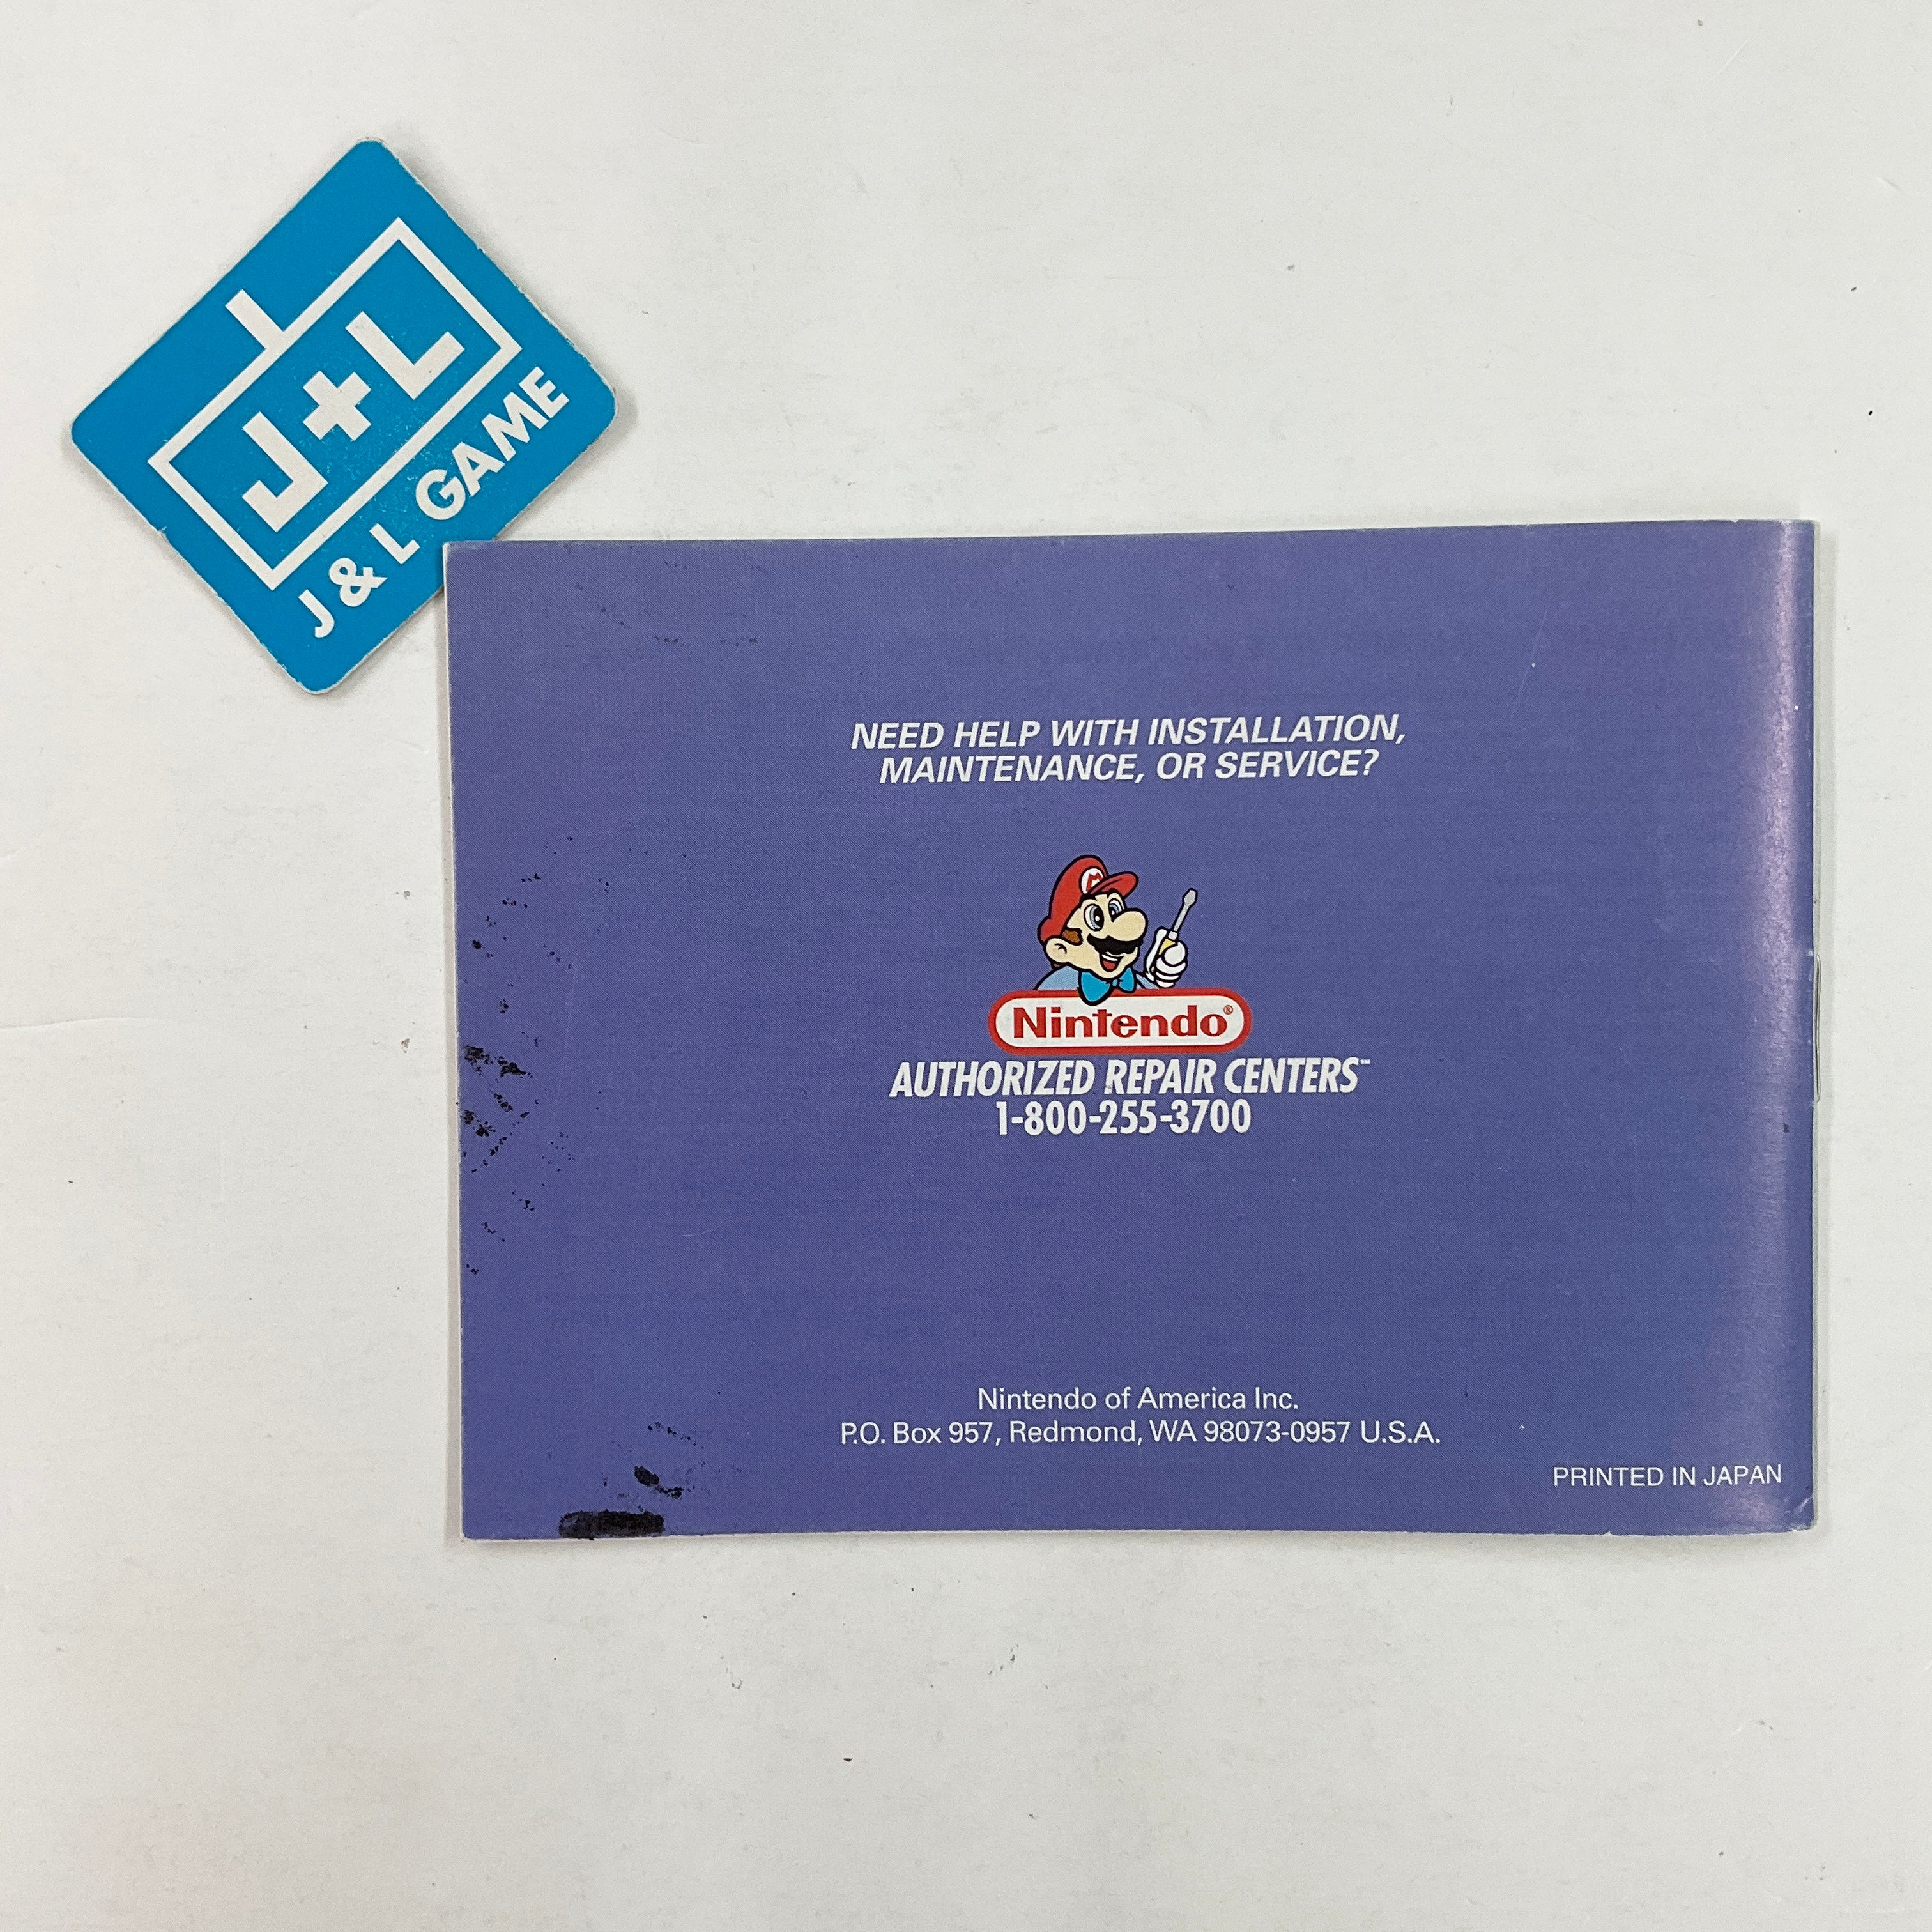 J+L
J & L GAME
NEED HELP WITH INSTALLATION,
MAINTENANCE, OR SERVICE?
M
Nintendo®
AUTHORIZED REPAIR CENTERS™
1-800-255-3700
Nintendo of America Inc.
P.O. Box 957, Redmond, WA 98073-0957 U.S.A.
PRINTED IN JAPAN